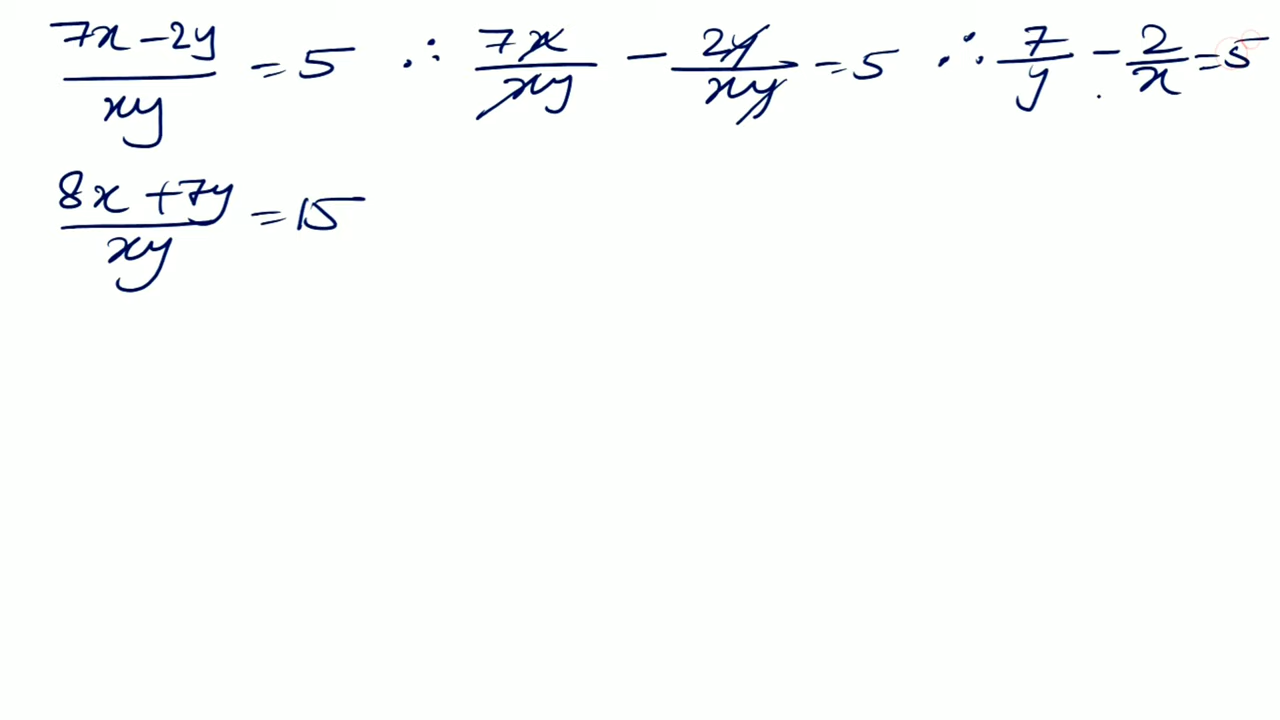 (7x - 2y)/xy = 5 ∴ 7x/xy - 2y/xy = 5 ∴ 7/y - 2/x = 5
(8x + 7y)/xy = 15